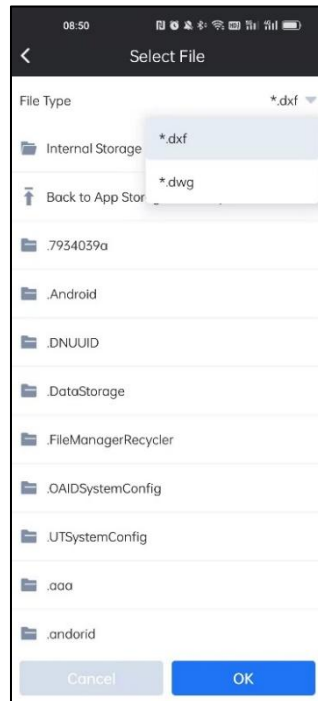 08:50
Select File
File Type *.dxf
Internal Storage
*.dxf
Back to App Stor
*.dwg
.7934039a
.Android
.DNUUID
.DataStorage
.FileManagerRecycler
.OAIDSystemConfig
.UTSystemConfig
.aaa
.andorid
Cancel OK